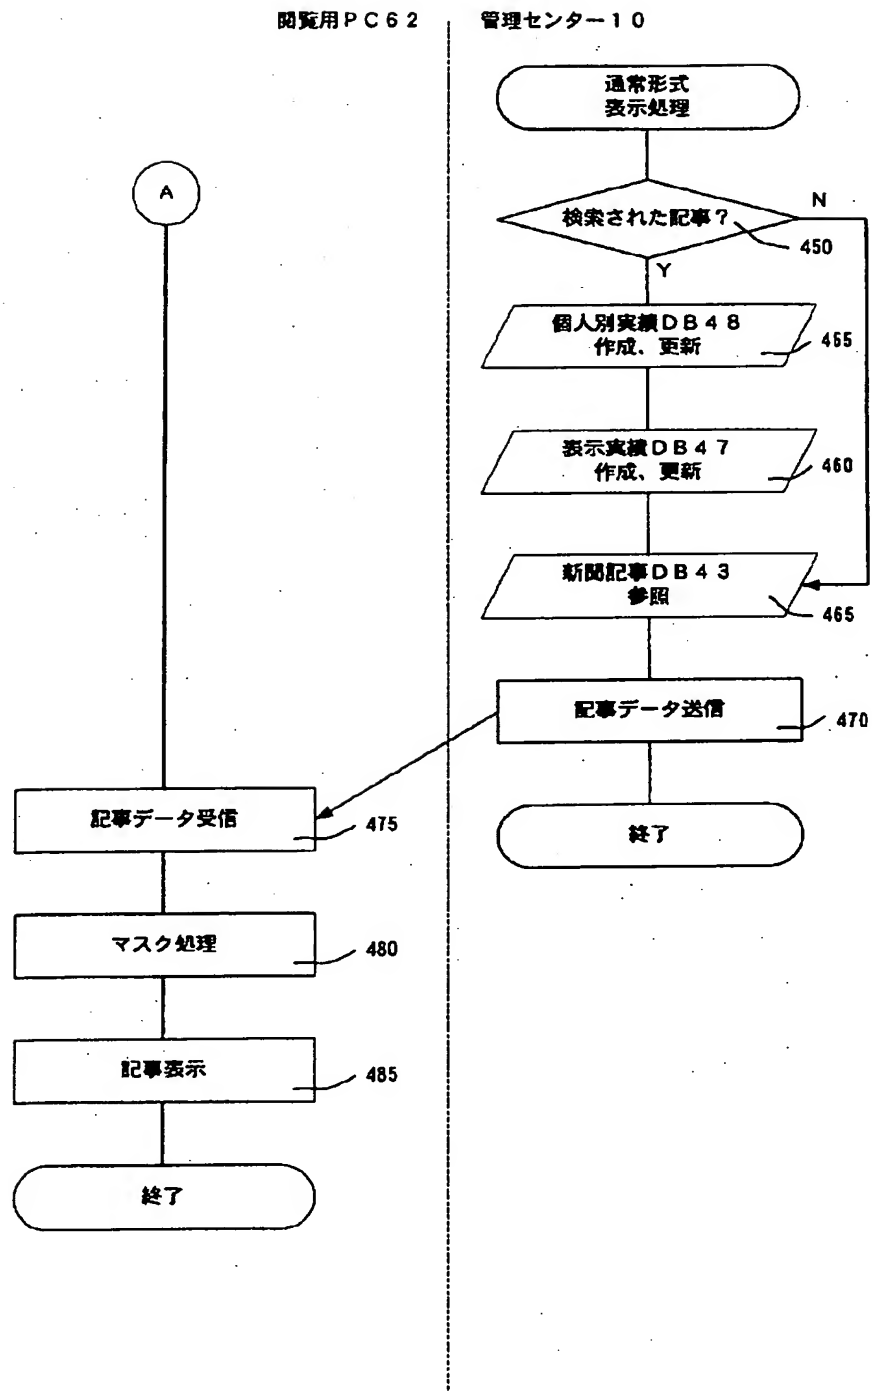 閲覧用PC62
管理センター10
通常形式
表示処理
A
N
検索された記事?
450
Y
個人別実績DB48
作成、更新
455
表示実績DB47
作成、更新
460
新聞記事DB43
参照
465
記事データ送信
470
記事データ受信
475
終了
マスク処理
480
記事表示
485
終了